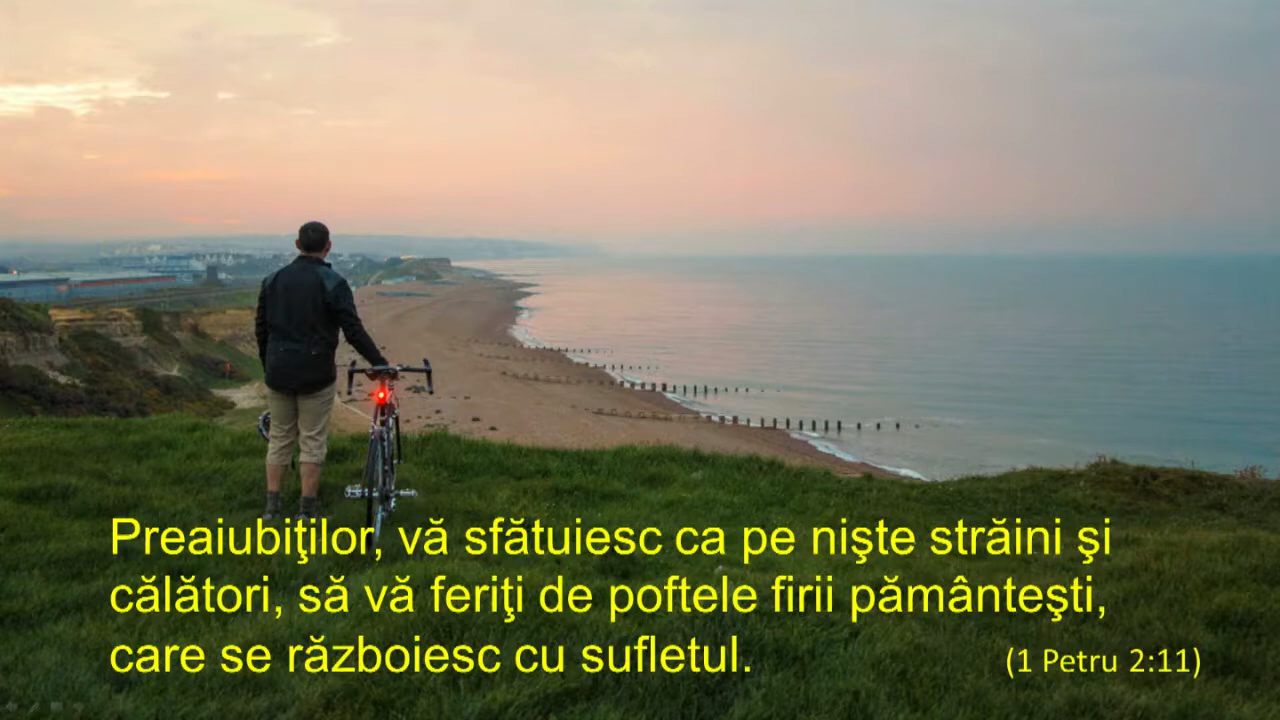 Preaiubiţilor, vă sfătuiesc ca pe nişte străini şi
călători, să vă feriţi de poftele firii pământeşti,
care se războiesc cu sufletul. (1 Petru 2:11)